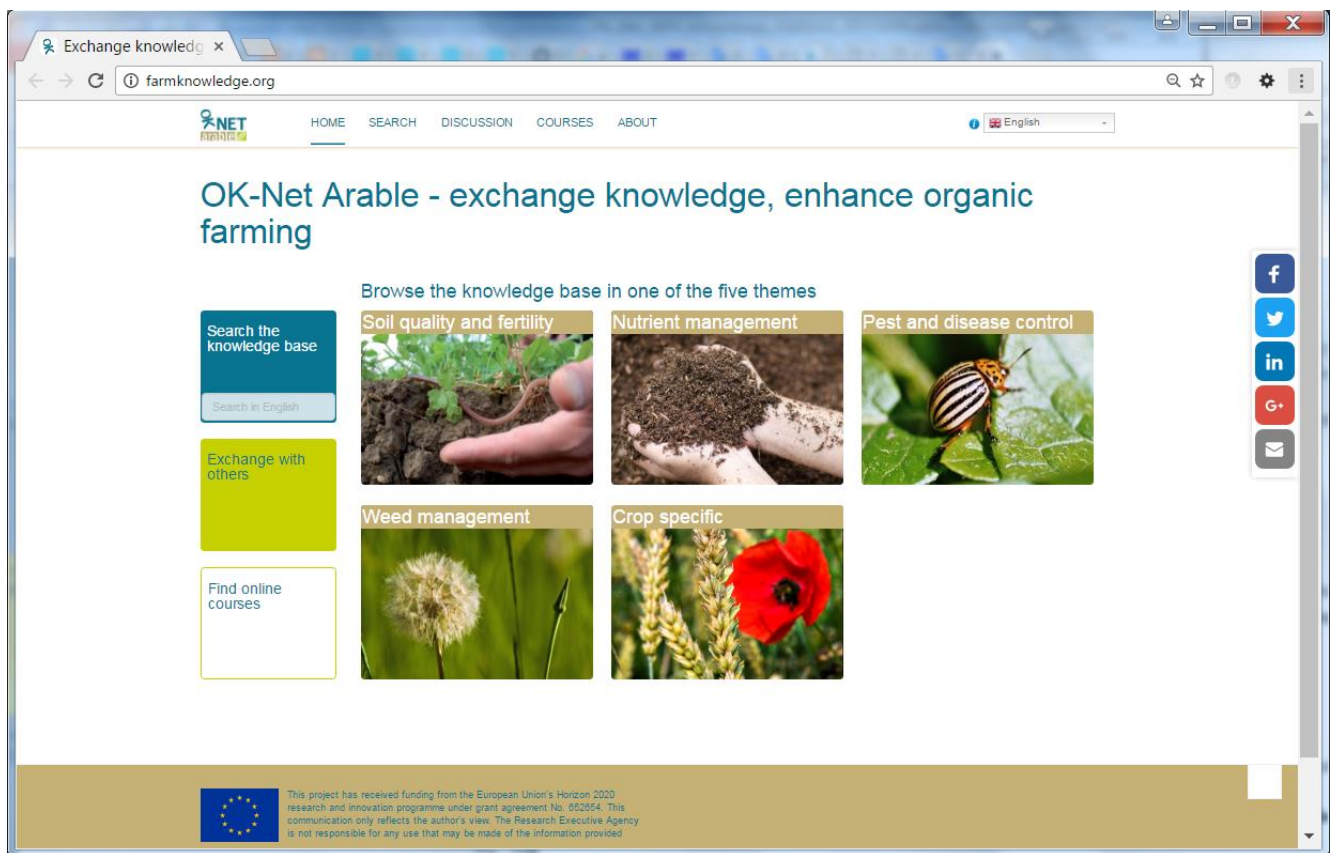 Exchange knowledg
farmknowledge.org
NET
arable
HOME SEARCH DISCUSSION COURSES ABOUT
English
OK-Net Arable - exchange knowledge, enhance organic
farming
Browse the knowledge base in one of the five themes
Search the
knowledge base
Search in English
Exchange with
others
Find online
courses
Soil quality and fertility
Nutrient management
Pest and disease control
Weed management
Crop specific
f
in
G+
This project has received funding from the European Union's Horizon 2020
research and innovation programme under grant agreement No. 652654. This
communication only reflects the author's view. The Research Executive Agency
is not responsible for any use that may be made of the information provided